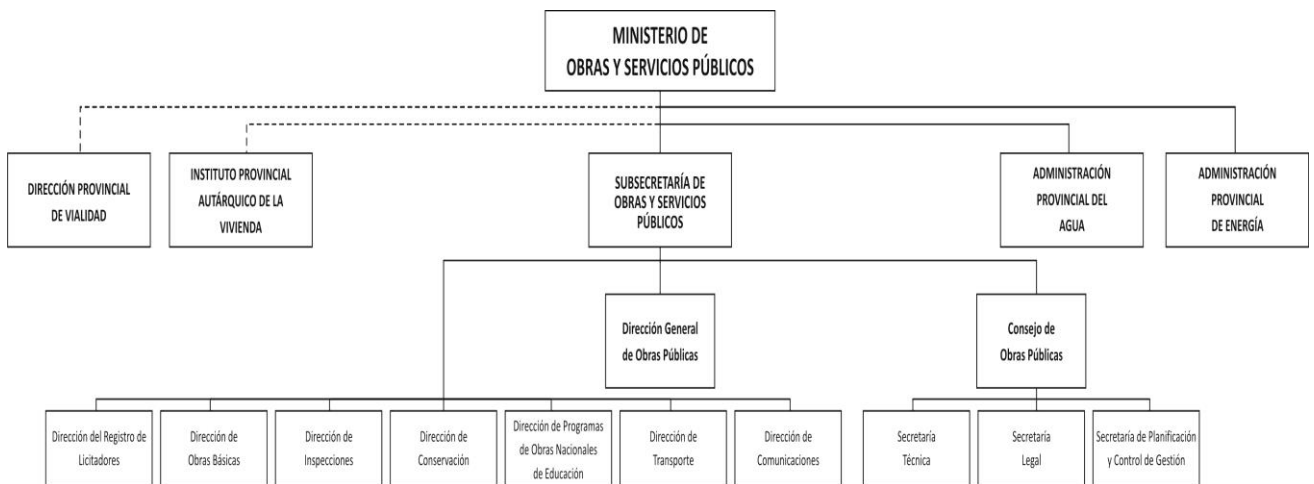 MINISTERIO DE
OBRAS Y SERVICIOS PÚBLICOS
DIRECCIÓN PROVINCIAL
DE VIALIDAD
INSTITUTO PROVINCIAL
AUTÁRQUICO DE LA
VIVIENDA
SUBSECRETARÍA DE
OBRAS Y SERVICIOS
PÚBLICOS
ADMINISTRACIÓN
PROVINCIAL DEL
AGUA
ADMINISTRACIÓN
PROVINCIAL
DE ENERGÍA
Dirección General
de Obras Públicas
Consejo de
Obras Públicas
Dirección del Registro de
Licitadores
Dirección de
Obras Básicas
Dirección de
Inspecciones
Dirección de
Conservación
Dirección de Programas
de Obras Nacionales
de Educación
Dirección de
Transporte
Dirección de
Comunicaciones
Secretaría
Técnica
Secretaría
Legal
Secretaría de Planificación
y Control de Gestión